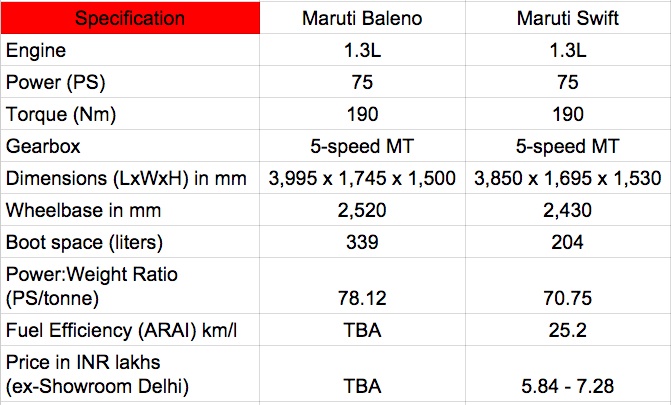 Specification Maruti Baleno Maruti Swift
Engine 1.3L 1.3L
Power (PS) 75 75
Torque (Nm) 190 190
Gearbox 5-speed MT 5-speed MT
Dimensions (LxWxH) in mm 3,995 x 1,745 x 1,500 3,850 x 1,695 x 1,530
Wheelbase in mm 2,520 2,430
Boot space (liters) 339 204
Power:Weight Ratio
(PS/tonne) 78.12 70.75
Fuel Efficiency (ARAI) km/l TBA 25.2
Price in INR lakhs
(ex-Showroom Delhi) TBA 5.84 - 7.28